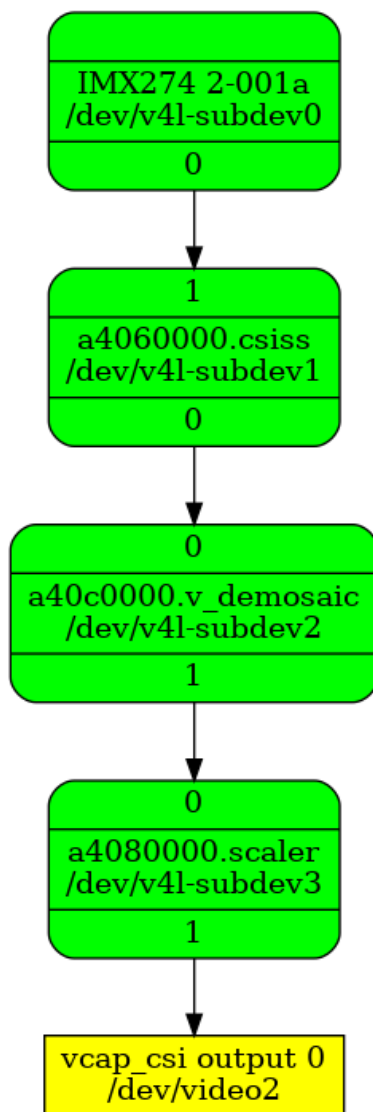 IMX274 2-001a
/dev/v4l-subdev0
0
1
a4060000.csiss
/dev/v4l-subdev1
0
0
a40c0000.v_demosaic
/dev/v4l-subdev2
1
0
a4080000.scaler
/dev/v4l-subdev3
1
vcap_csi output 0
/dev/video2